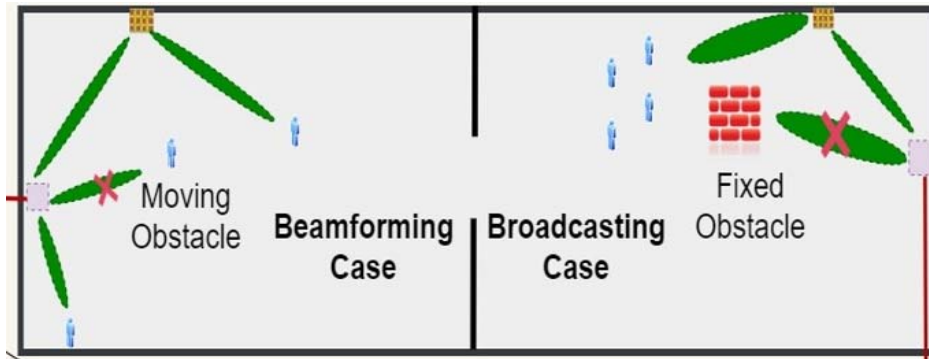 Moving
Obstacle
Beamforming
Case
Broadcasting
Case
Fixed
Obstacle